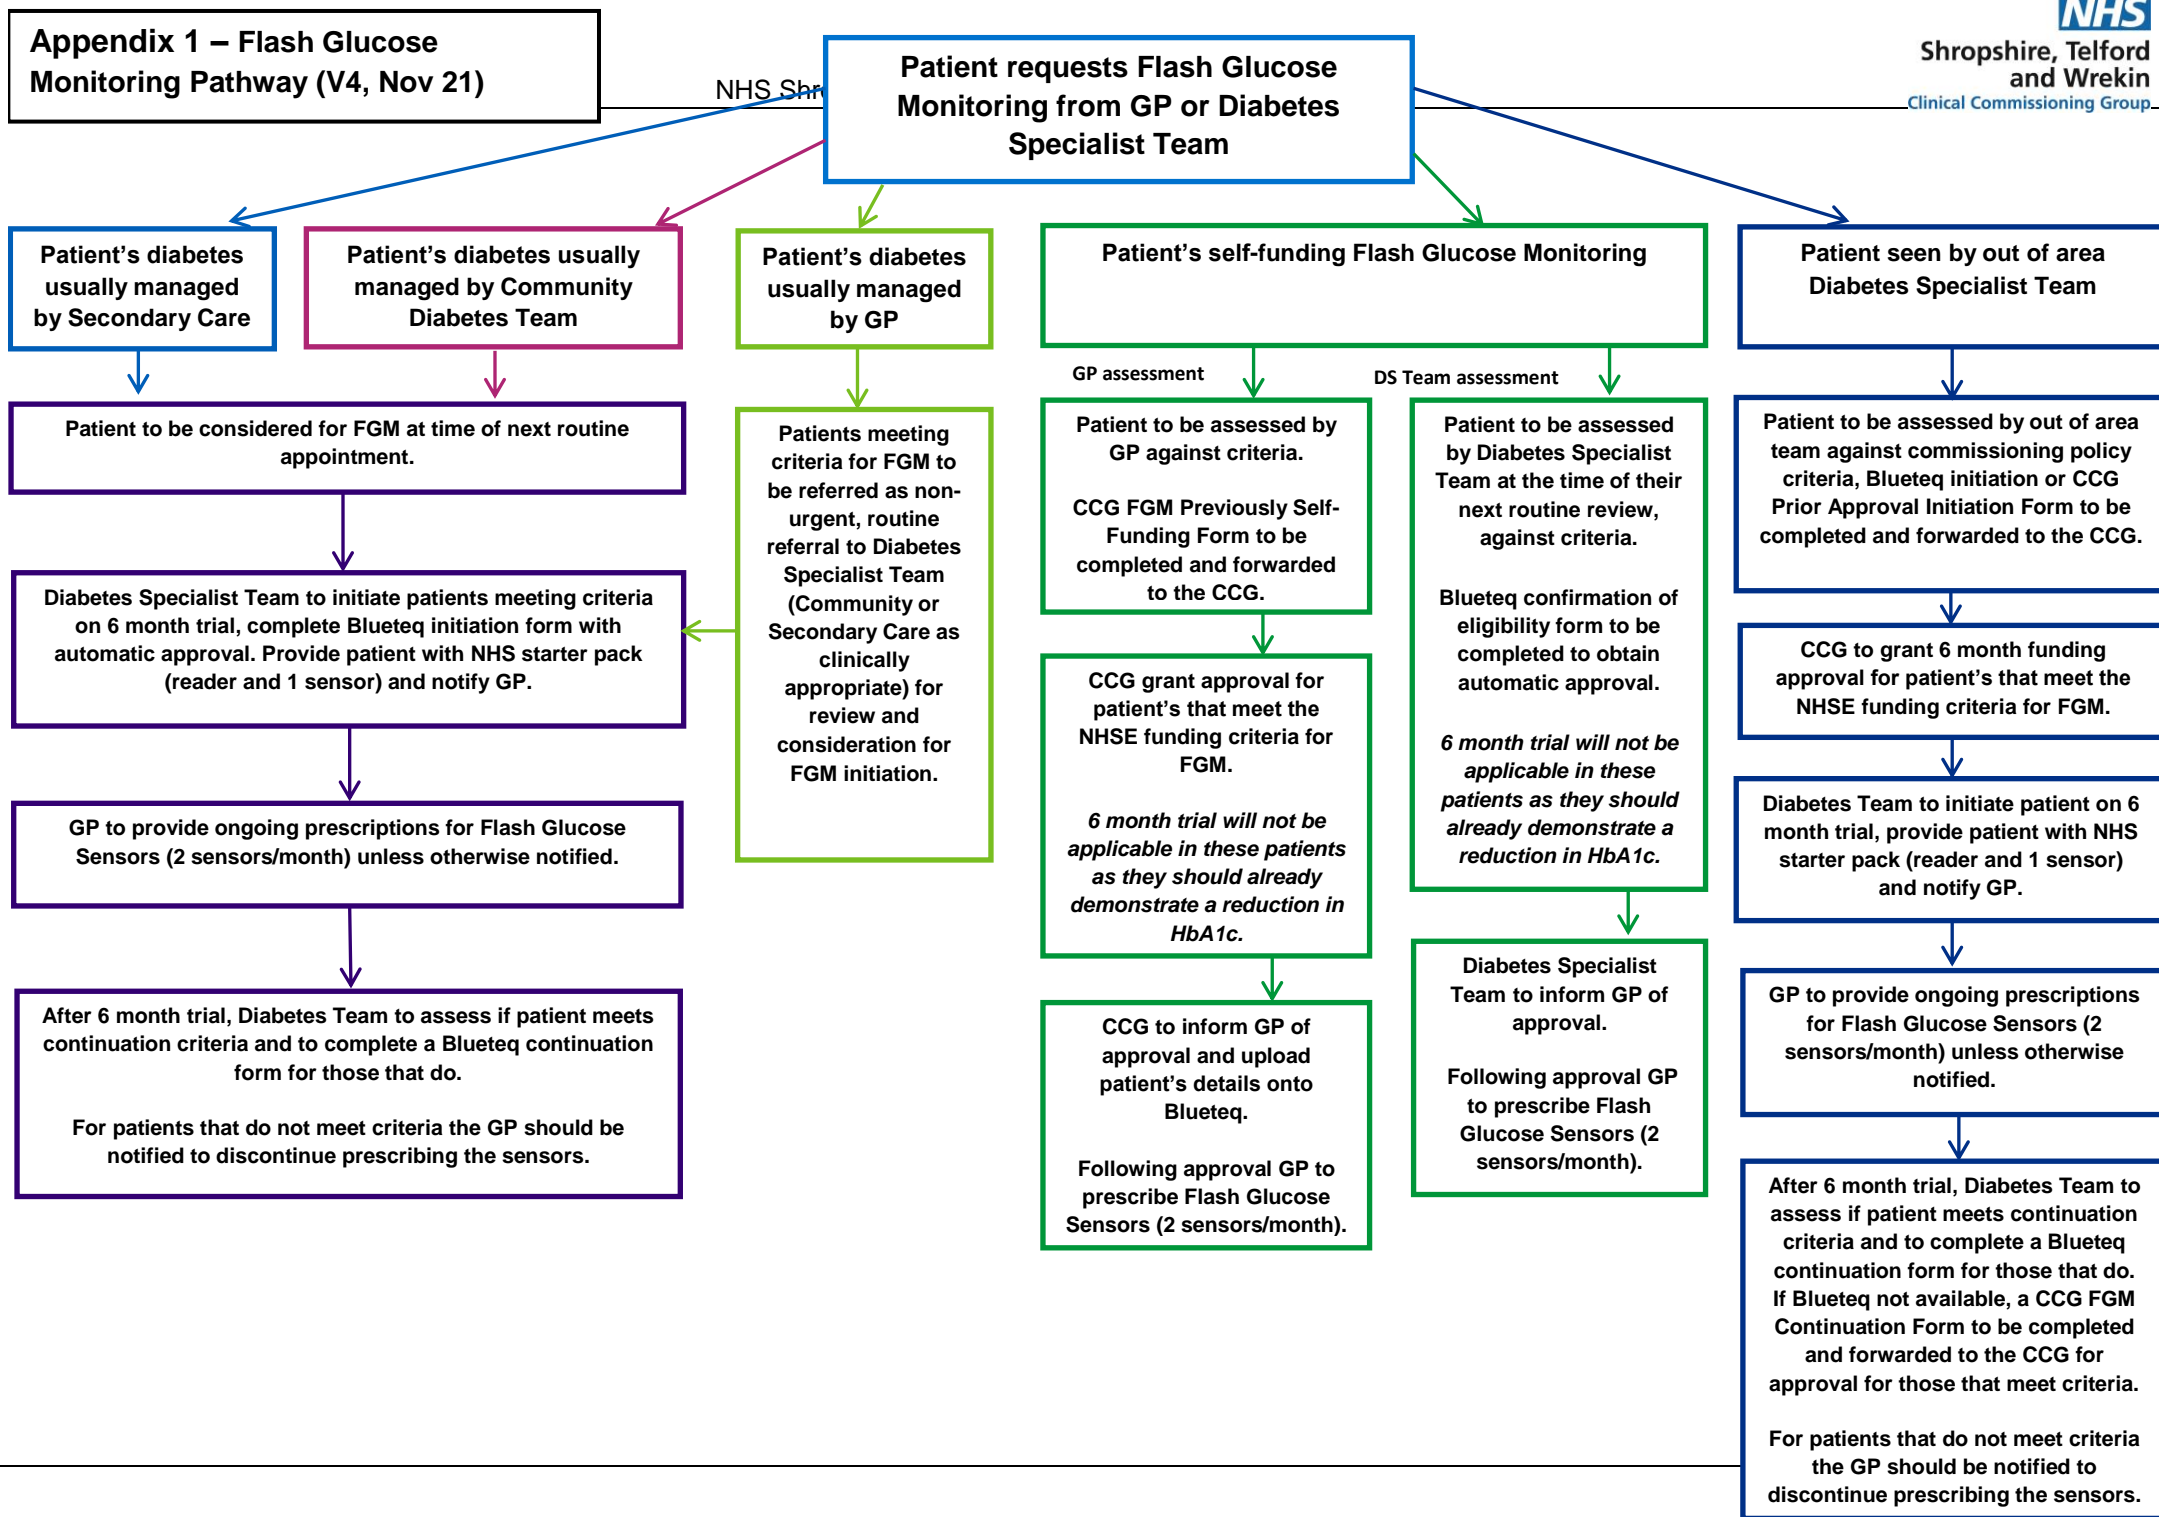 Appendix 1 – Flash Glucose
Monitoring Pathway (V4, Nov 21)
NHS Shr
Patient requests Flash Glucose
Monitoring from GP or Diabetes
Specialist Team
NHS
Shropshire, Telford
and Wrekin
Clinical Commissioning Group
Patient's diabetes
usually managed
by Secondary Care
Patient's diabetes usually
managed by Community
Diabetes Team
Patient's diabetes
usually managed
by GP
Patient's self-funding Flash Glucose Monitoring
Patient seen by out of area
Diabetes Specialist Team
Patient to be considered for FGM at time of next routine
appointment.
Diabetes Specialist Team to initiate patients meeting criteria
on 6 month trial, complete Blueteq initiation form with
automatic approval. Provide patient with NHS starter pack
(reader and 1 sensor) and notify GP.
GP to provide ongoing prescriptions for Flash Glucose
Sensors (2 sensors/month) unless otherwise notified.
After 6 month trial, Diabetes Team to assess if patient meets
continuation criteria and to complete a Blueteq continuation
form for those that do.
For patients that do not meet criteria the GP should be
notified to discontinue prescribing the sensors.
Patients meeting
criteria for FGM to
be referred as non-
urgent, routine
referral to Diabetes
Specialist Team
(Community or
Secondary Care as
clinically
appropriate) for
review and
consideration for
FGM initiation.
GP assessment
Patient to be assessed by
GP against criteria.
CCG FGM Previously Self-
Funding Form to be
completed and forwarded
to the CCG.
CCG grant approval for
patient's that meet the
NHSE funding criteria for
FGM.
6 month trial will not be
applicable in these patients
as they should already
demonstrate a reduction in
HbA1c.
CCG to inform GP of
approval and upload
patient's details onto
Blueteq.
Following approval GP to
prescribe Flash Glucose
Sensors (2 sensors/month).
DS Team assessment
Patient to be assessed
by Diabetes Specialist
Team at the time of their
next routine review,
against criteria.
Blueteq confirmation of
eligibility form to be
completed to obtain
automatic approval.
6 month trial will not be
applicable in these
patients as they should
already demonstrate a
reduction in HbA1c.
Diabetes Specialist
Team to inform GP of
approval.
Following approval GP
to prescribe Flash
Glucose Sensors (2
sensors/month).
Patient to be assessed by out of area
team against commissioning policy
criteria, Blueteq initiation or CCG
Prior Approval Initiation Form to be
completed and forwarded to the CCG.
CCG to grant 6 month funding
approval for patient's that meet the
NHSE funding criteria for FGM.
Diabetes Team to initiate patient on 6
month trial, provide patient with NHS
starter pack (reader and 1 sensor)
and notify GP.
GP to provide ongoing prescriptions
for Flash Glucose Sensors (2
sensors/month) unless otherwise
notified.
After 6 month trial, Diabetes Team to
assess if patient meets continuation
criteria and to complete a Blueteq
continuation form for those that do.
If Blueteq not available, a CCG FGM
Continuation Form to be completed
and forwarded to the CCG for
approval for those that meet criteria.
For patients that do not meet criteria
the GP should be notified to
discontinue prescribing the sensors.